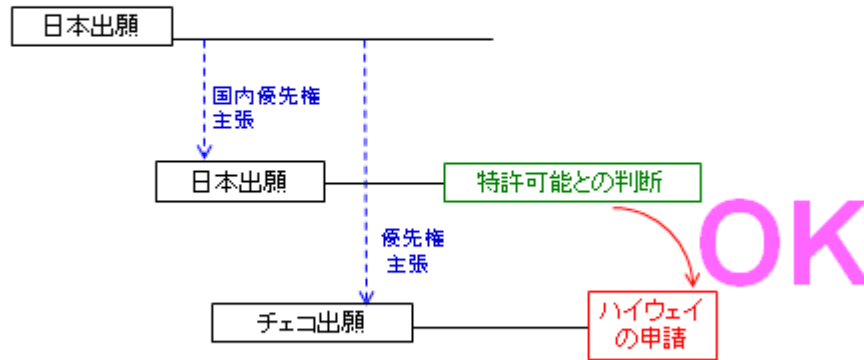 日本出願
国内優先権
主張
日本出願
特許可能との判断
優先権
主張
OK
チェコ出願
ハイウェイ
の申請